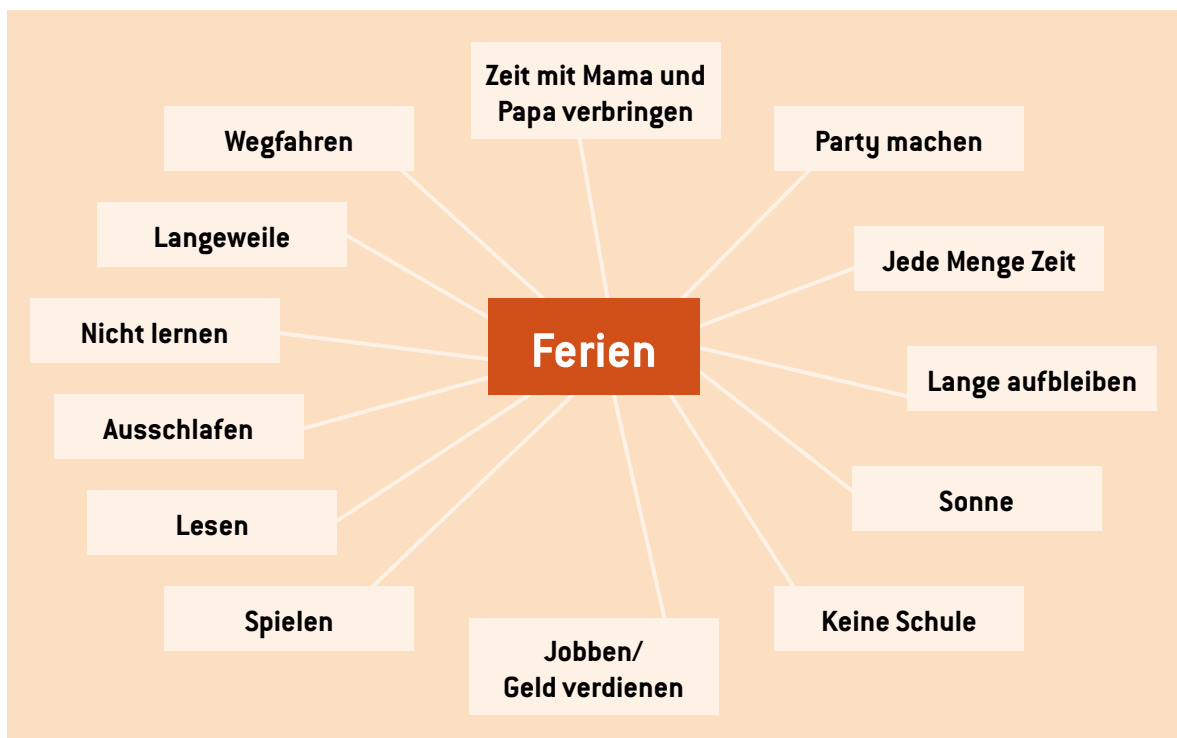 Zeit mit Mama und
Papa verbringen
Wegfahren
Party machen
Langeweile
Jede Menge Zeit
Nicht lernen
Ferien
Lange aufbleiben
Ausschlafen
Sonne
Lesen
Spielen
Keine Schule
Jobben/
Geld verdienen